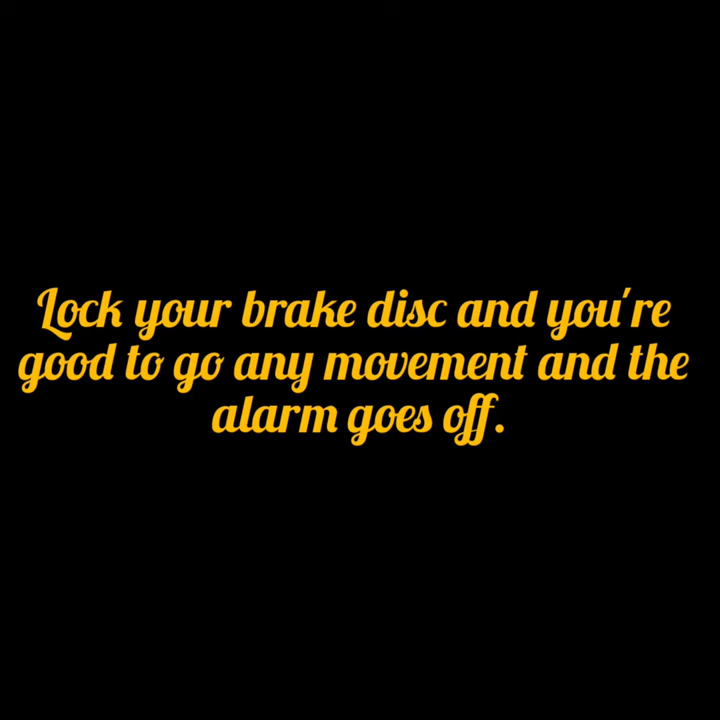 Lock your brake disc and you're
good to go any movement and the
alarm goes off.